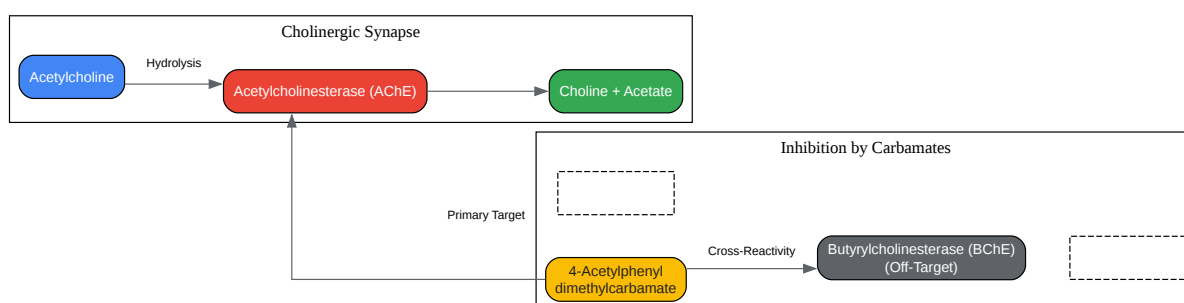 Cholinergic Synapse
Acetylcholine
Hydrolysis
Acetylcholinesterase (AChE)
Choline + Acetate
Inhibition by Carbamates
Primary Target
4-Acetylphenyl
dimethylcarbamate
Cross-Reactivity
Butyrylcholinesterase (BChE)
(Off-Target)